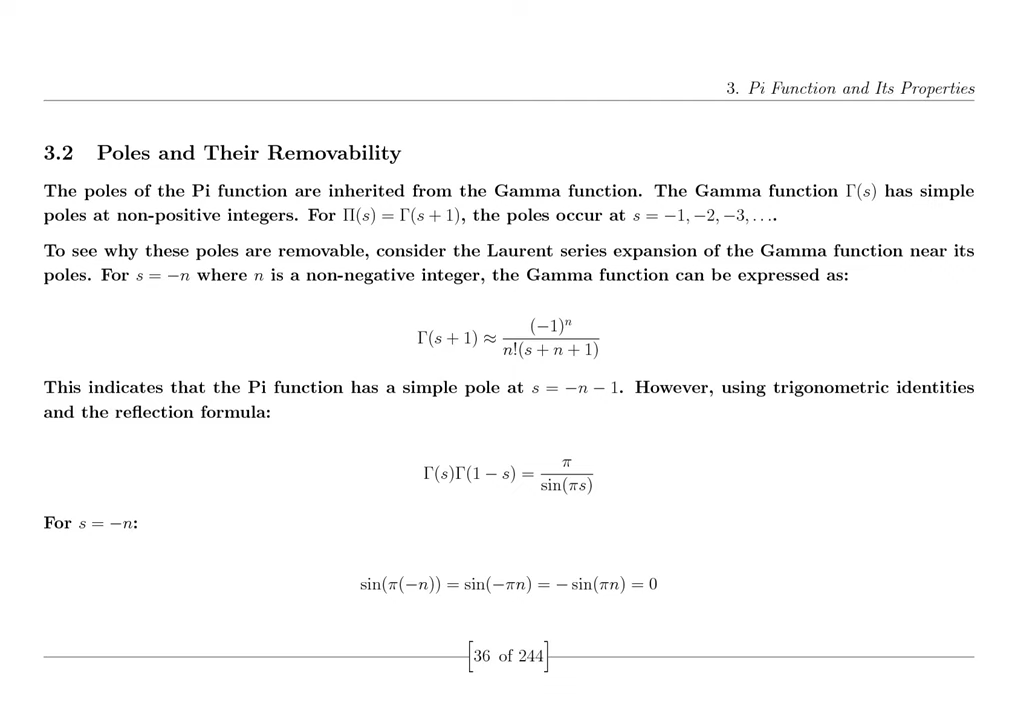 3. Pi Function and Its Properties
3.2 Poles and Their Removability
The poles of the Pi function are inherited from the Gamma function. The Gamma function Γ(s) has simple
poles at non-positive integers. For Π(s) = Γ(s + 1), the poles occur at s = −1, −2, −3, . . ..
To see why these poles are removable, consider the Laurent series expansion of the Gamma function near its
poles. For s = −n where n is a non-negative integer, the Gamma function can be expressed as:
Γ(s + 1) ≈ (−1)ⁿ / n!(s + n + 1)
This indicates that the Pi function has a simple pole at s = −n − 1. However, using trigonometric identities
and the reflection formula:
Γ(s)Γ(1 − s) = π / sin(πs)
For s = −n:
sin(π(−n)) = sin(−πn) = − sin(πn) = 0
[36 of 244]